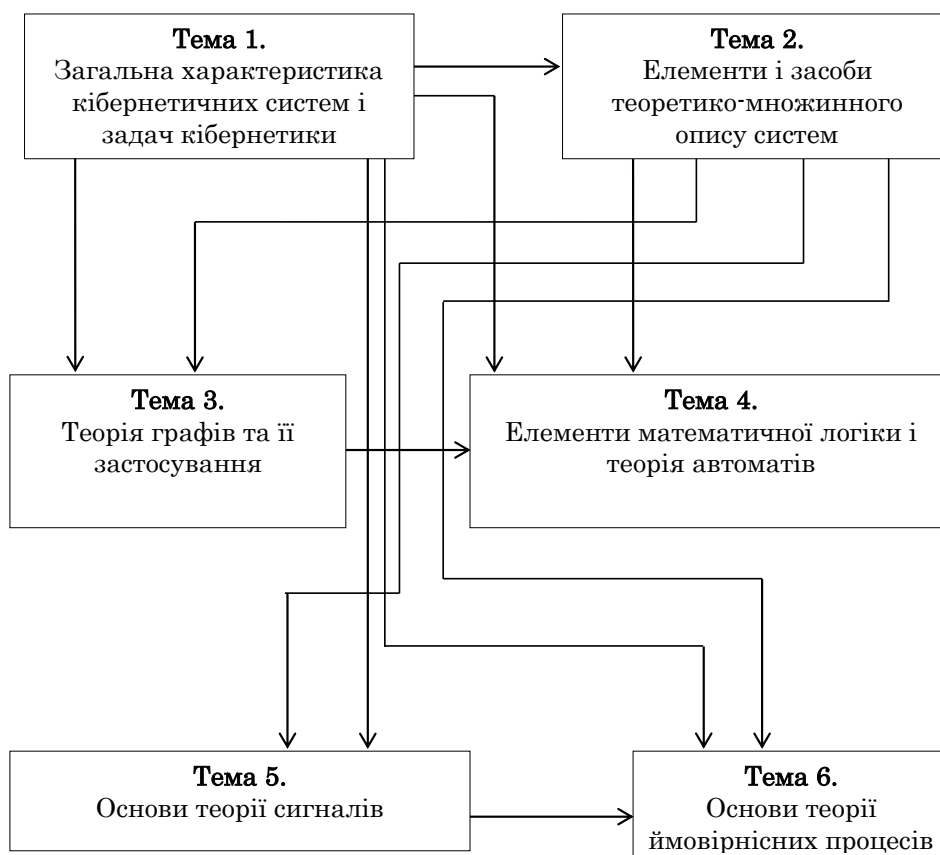 Тема 1.
Загальна характеристика
кібернетичних систем і
задач кібернетики
Тема 2.
Елементи і засоби
теоретико-множинного
опису систем
Тема 3.
Теорія графів та її
застосування
Тема 4.
Елементи математичної логіки і
теорія автоматів
Тема 5.
Основи теорії сигналів
Тема 6.
Основи теорії
ймовірнісних процесів